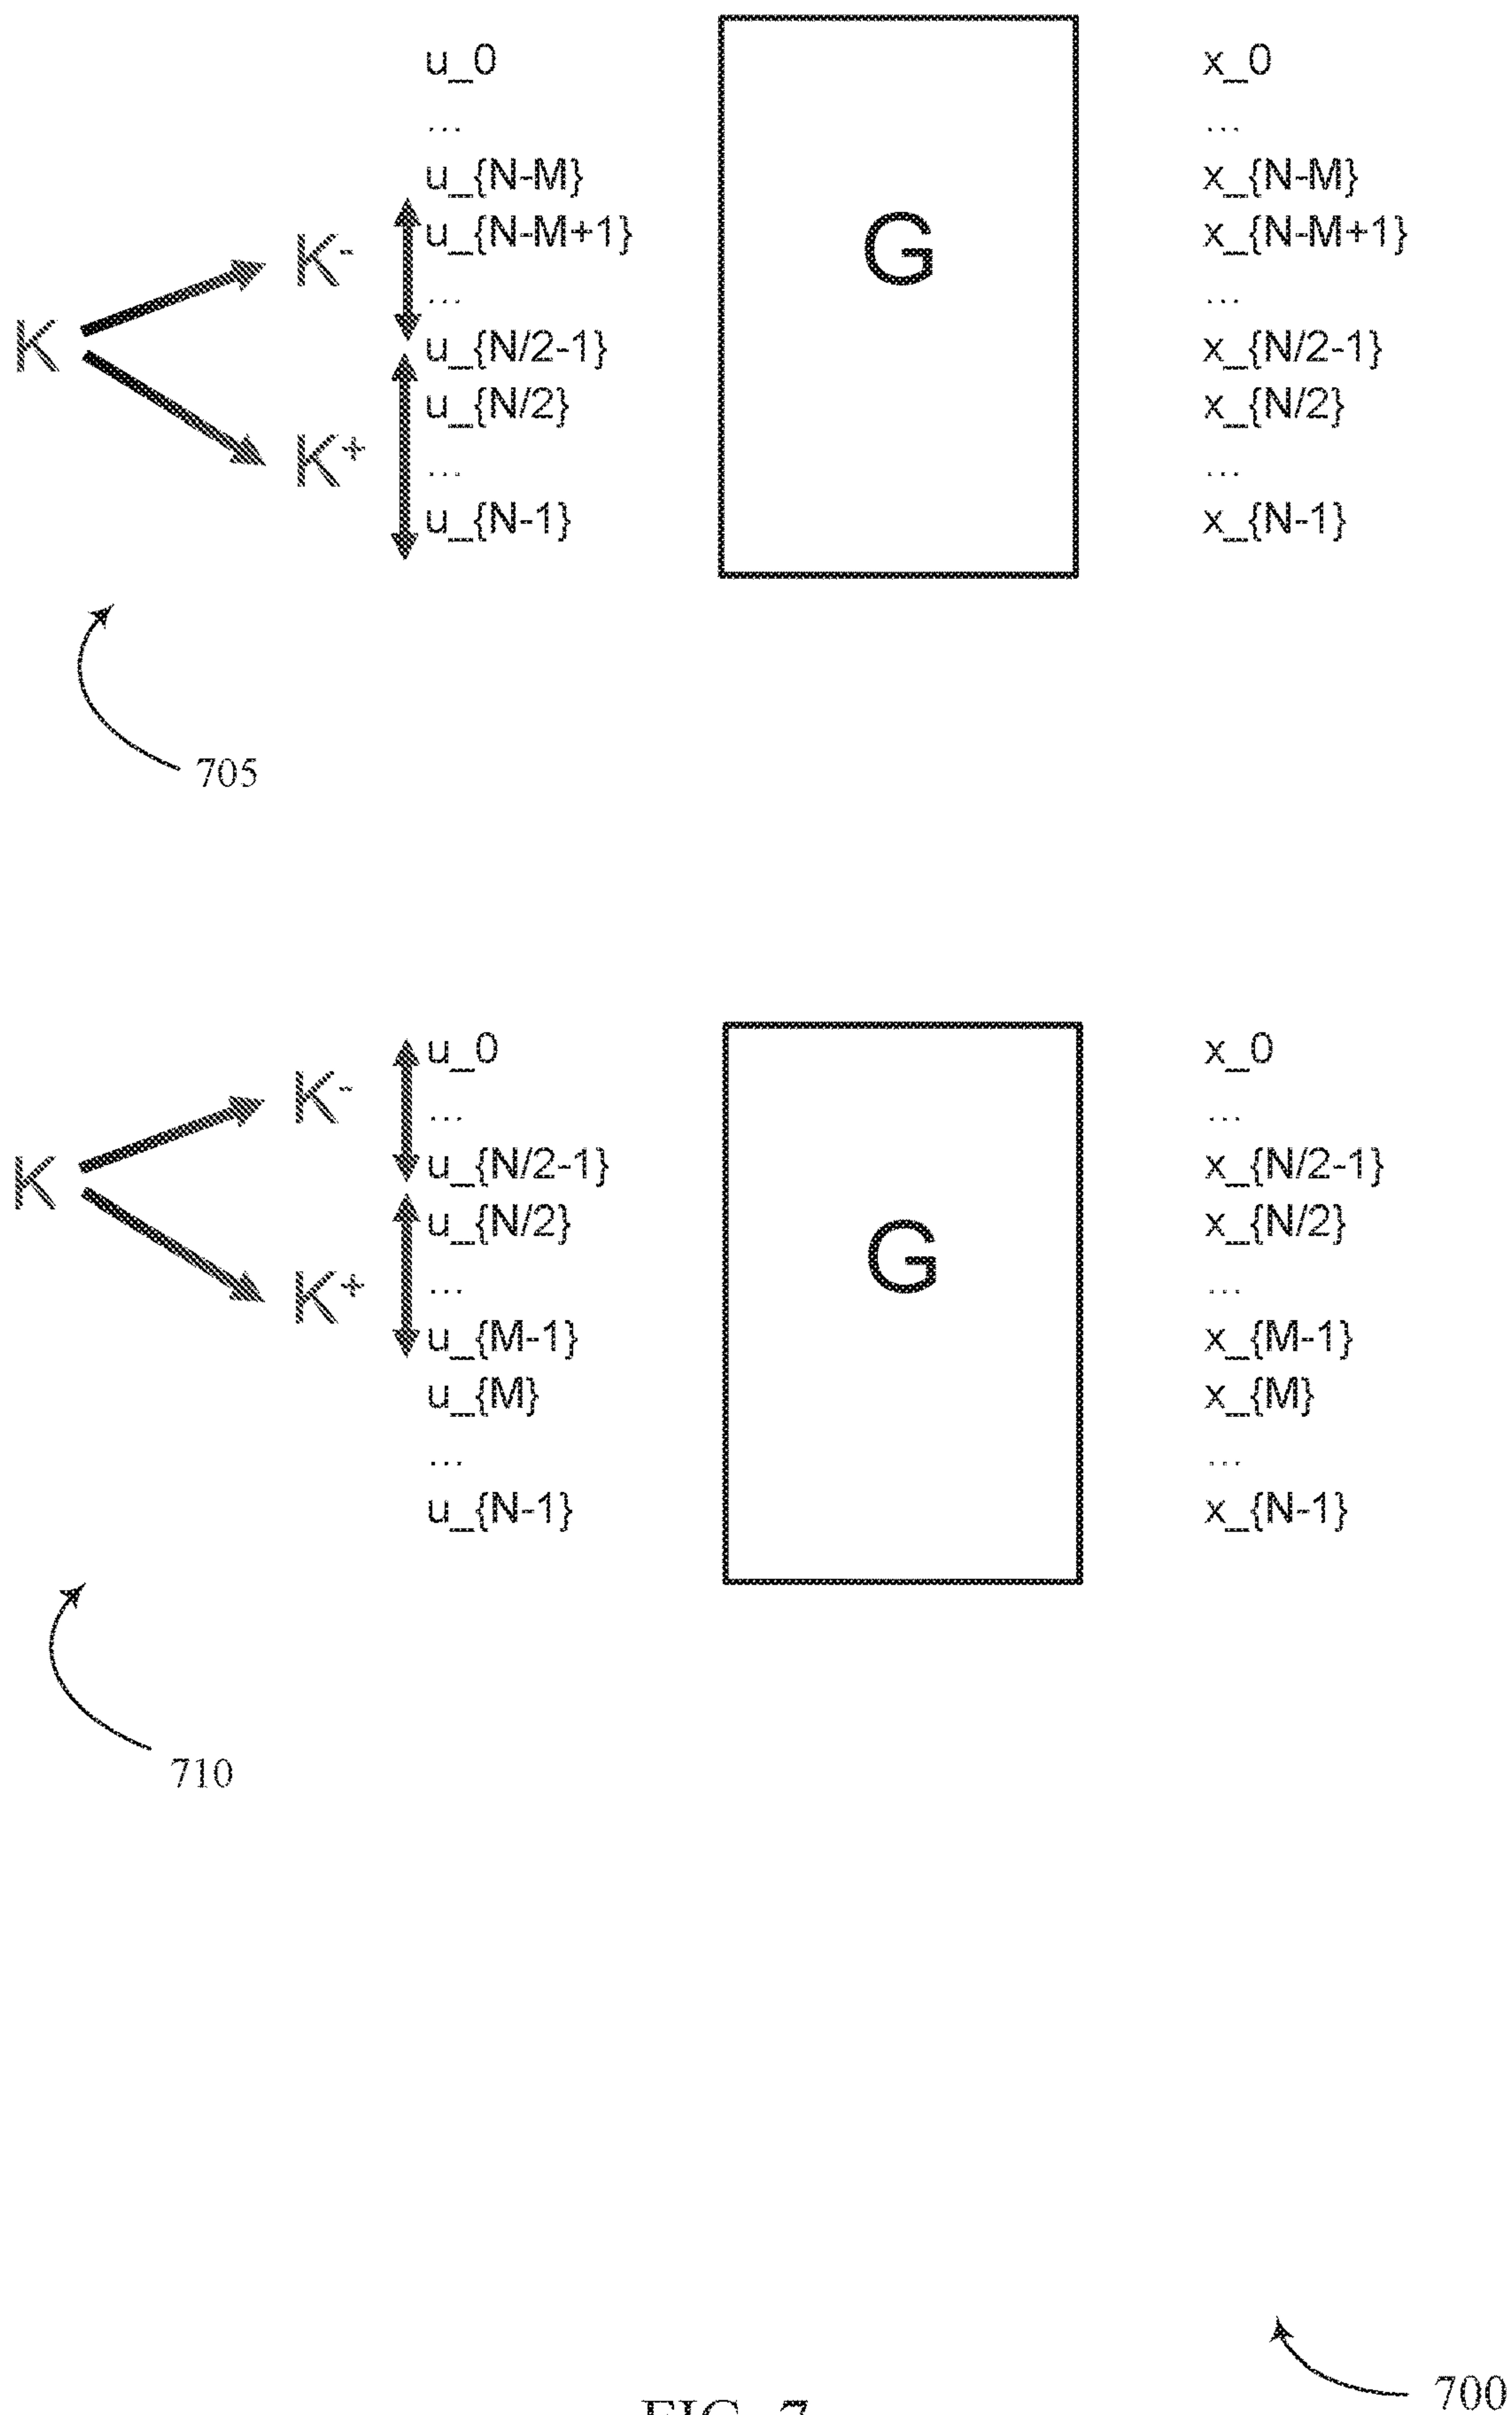 u_0 x_0
... ...
u_{N-M} x_{N-M}
K- u_{N-M+1} G x_{N-M+1}
... ...
K u_{N/2-1} x_{N/2-1}
u_{N/2} x_{N/2}
K+ ... ...
u_{N-1} x_{N-1}
705
u_0 x_0
K- ... ...
K u_{N/2-1} x_{N/2-1}
u_{N/2} G x_{N/2}
K+ ... ...
u_{M-1} x_{M-1}
u_{M} x_{M}
... ...
u_{N-1} x_{N-1}
710
700
FIG. 7